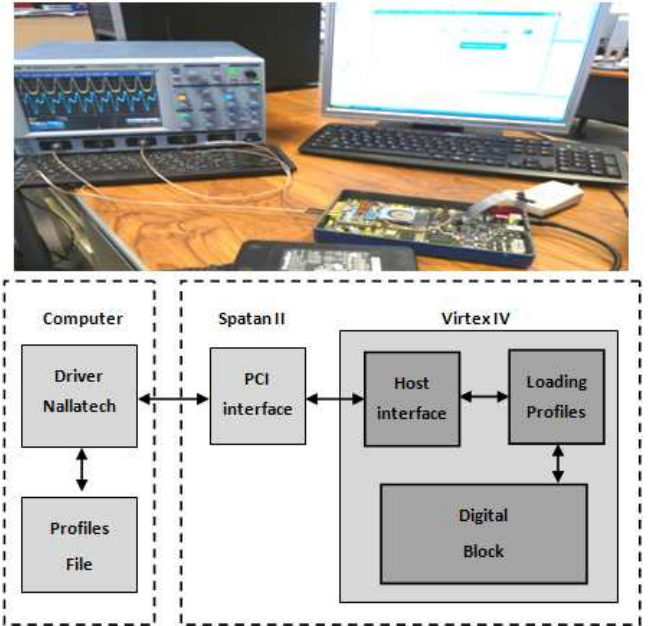 Computer
Spatan II
Virtex IV
Driver
Nallatech
PCI
interface
Host
interface
Loading
Profiles
Profiles
File
Digital
Block